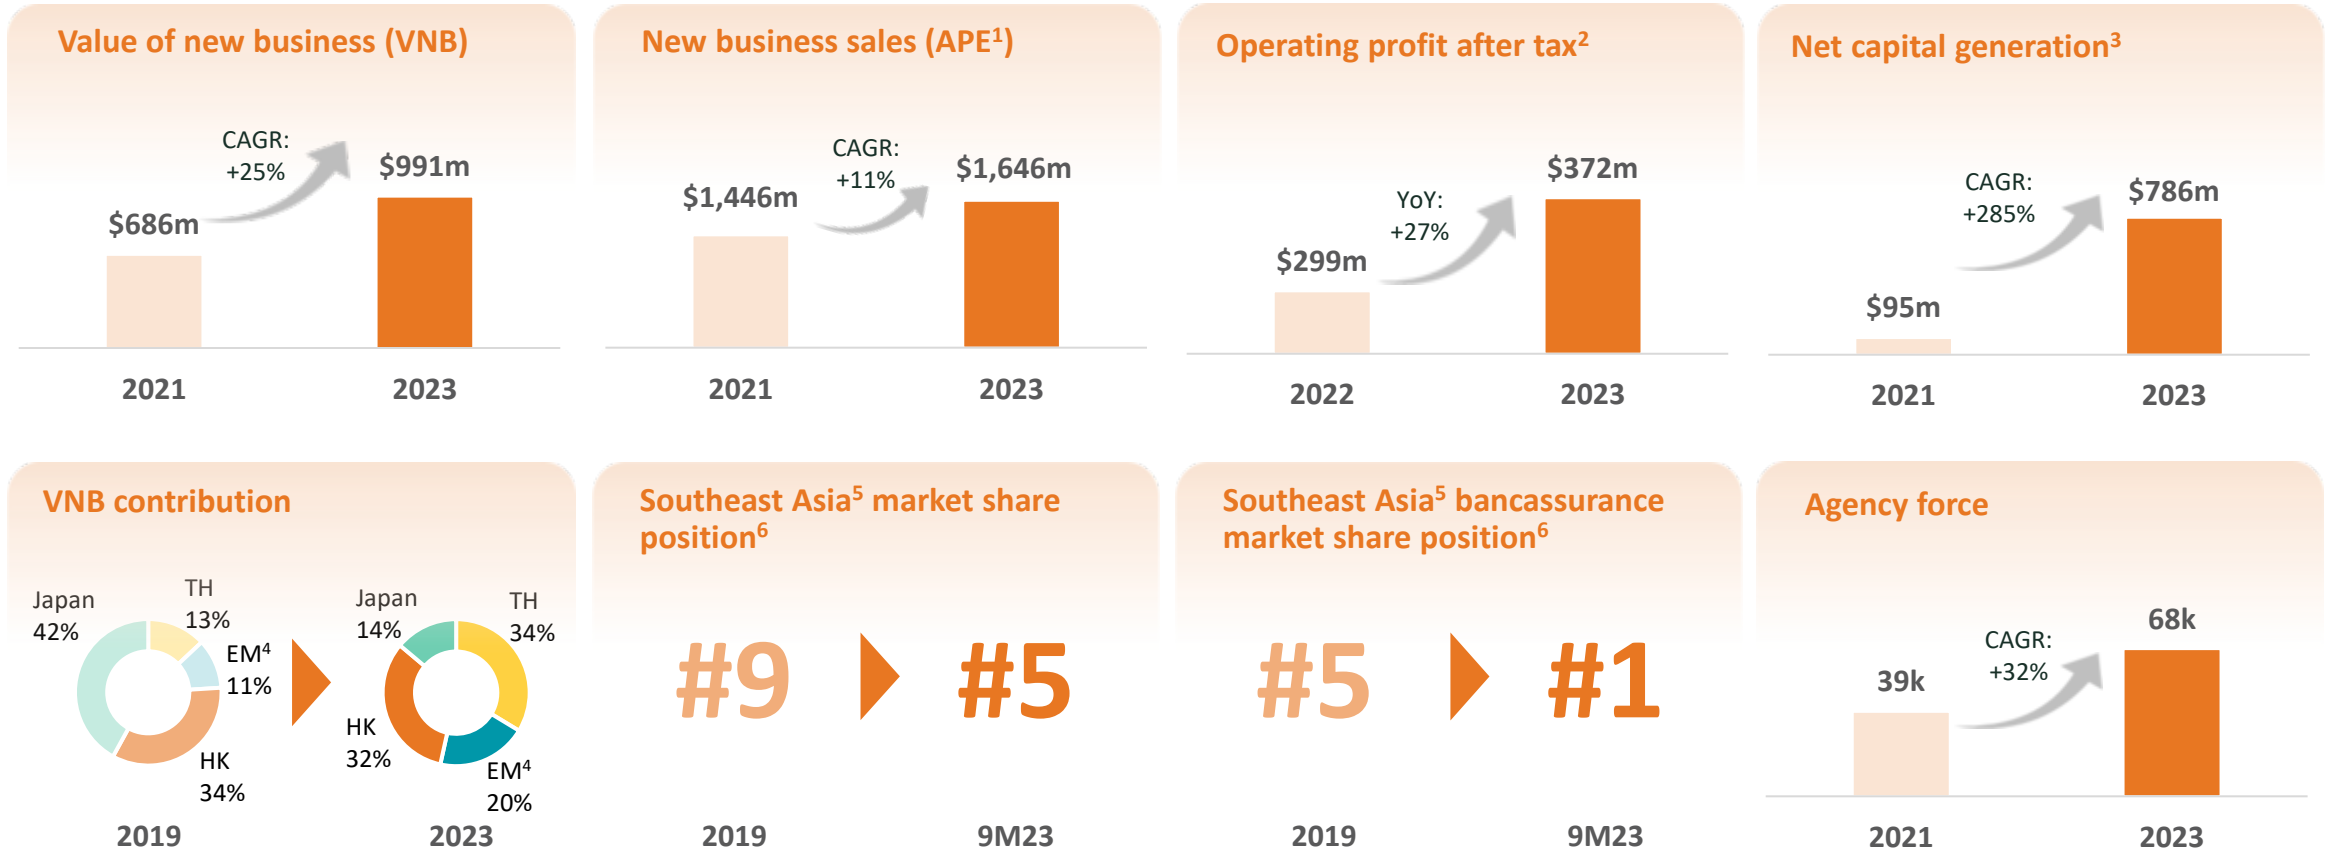 Value of new business (VNB)
CAGR:
+25%
$686m
$991m
2021
2023
New business sales (APE¹)
CAGR:
+11%
$1,446m
$1,646m
2021
2023
Operating profit after tax²
YoY:
+27%
$299m
$372m
2022
2023
Net capital generation³
CAGR:
+285%
$95m
$786m
2021
2023
VNB contribution
Japan
42%
TH
13%
EM⁴
11%
HK
34%
2019
Japan
14%
TH
34%
HK
32%
EM⁴
20%
2023
Southeast Asia⁵ market share
position⁶
#9
#5
2019
9M23
Southeast Asia⁵ bancassurance
market share position⁶
#5
#1
2019
9M23
Agency force
CAGR:
+32%
39k
68k
2021
2023